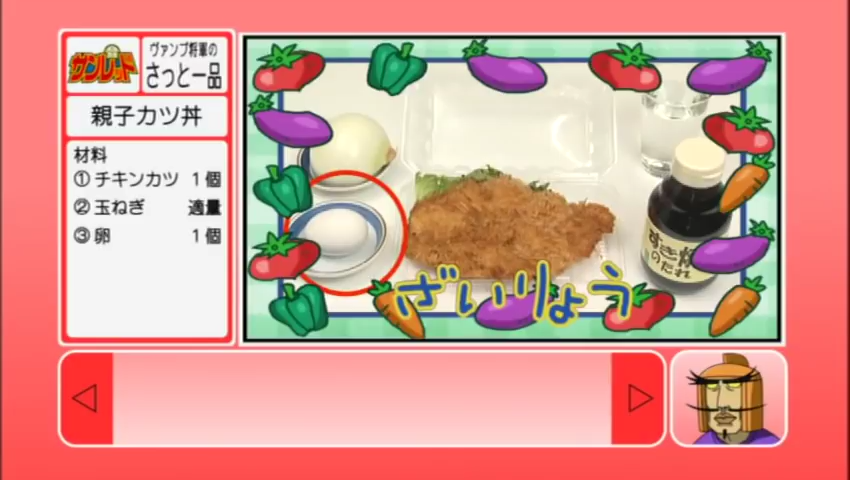 サンレッド
ヴァンプ将軍の
さっと一品
親子カツ丼
材料
① チキンカツ 1個
② 玉ねぎ 適量
③ 卵 1個
すき焼
のたれ
ざいりょう